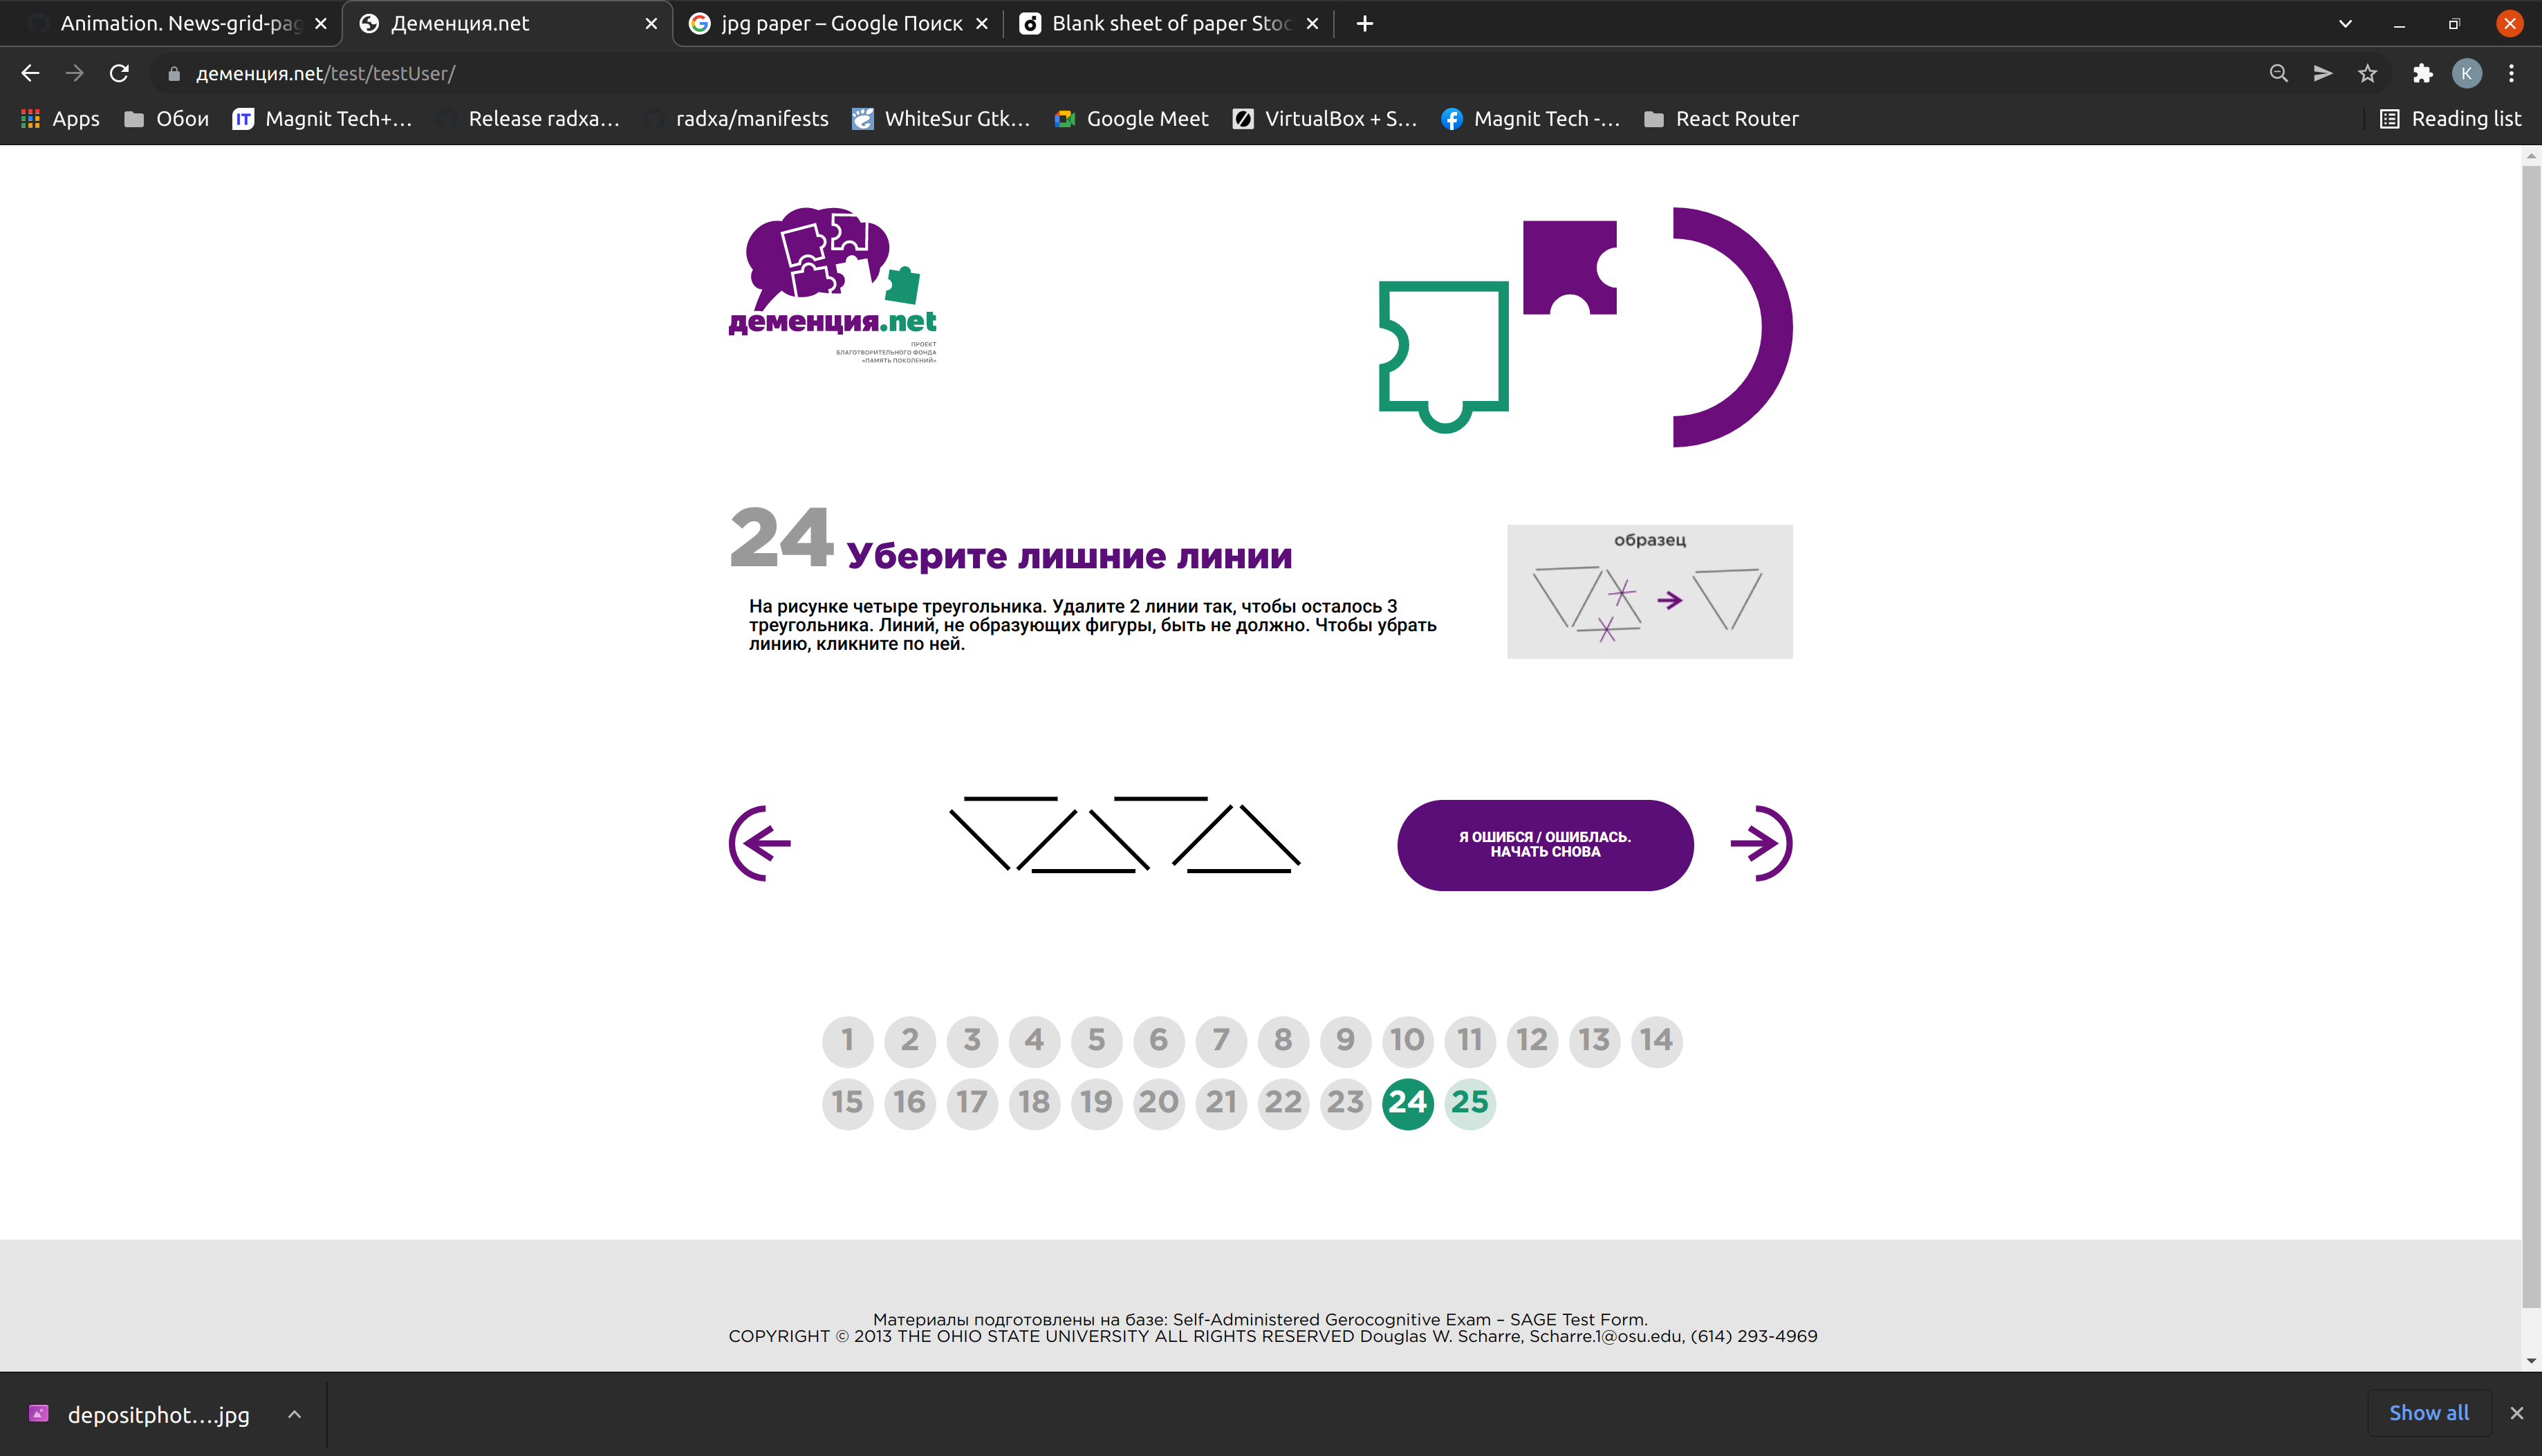 Animation. News-grid-pag
Деменция.net
jpg paper – Google Поиск
Blank sheet of paper Stoc
деменция.net/test/testUser/
K
Apps
Обои
IT
Magnit Tech+...
Release radxa...
radxa/manifests
WhiteSur Gtk...
Google Meet
VirtualBox + S...
Magnit Tech -...
React Router
Reading list
деменция.net
ПРОЕКТ
БЛАГОТВОРИТЕЛЬНОГО ФОНДА
«ПАМЯТЬ ПОКОЛЕНИЙ»
24 Уберите лишние линии
образец
На рисунке четыре треугольника. Удалите 2 линии так, чтобы осталось 3
треугольника. Линий, не образующих фигуры, быть не должно. Чтобы убрать
линию, кликните по ней.
Я ОШИБСЯ / ОШИБЛАСЬ.
НАЧАТЬ СНОВА
1 2 3 4 5 6 7 8 9 10 11 12 13 14
15 16 17 18 19 20 21 22 23 24 25
Материалы подготовлены на базе: Self-Administered Gerocognitive Exam – SAGE Test Form.
COPYRIGHT © 2013 THE OHIO STATE UNIVERSITY ALL RIGHTS RESERVED Douglas W. Scharre, Scharre.1@osu.edu, (614) 293-4969
depositphot....jpg
Show all